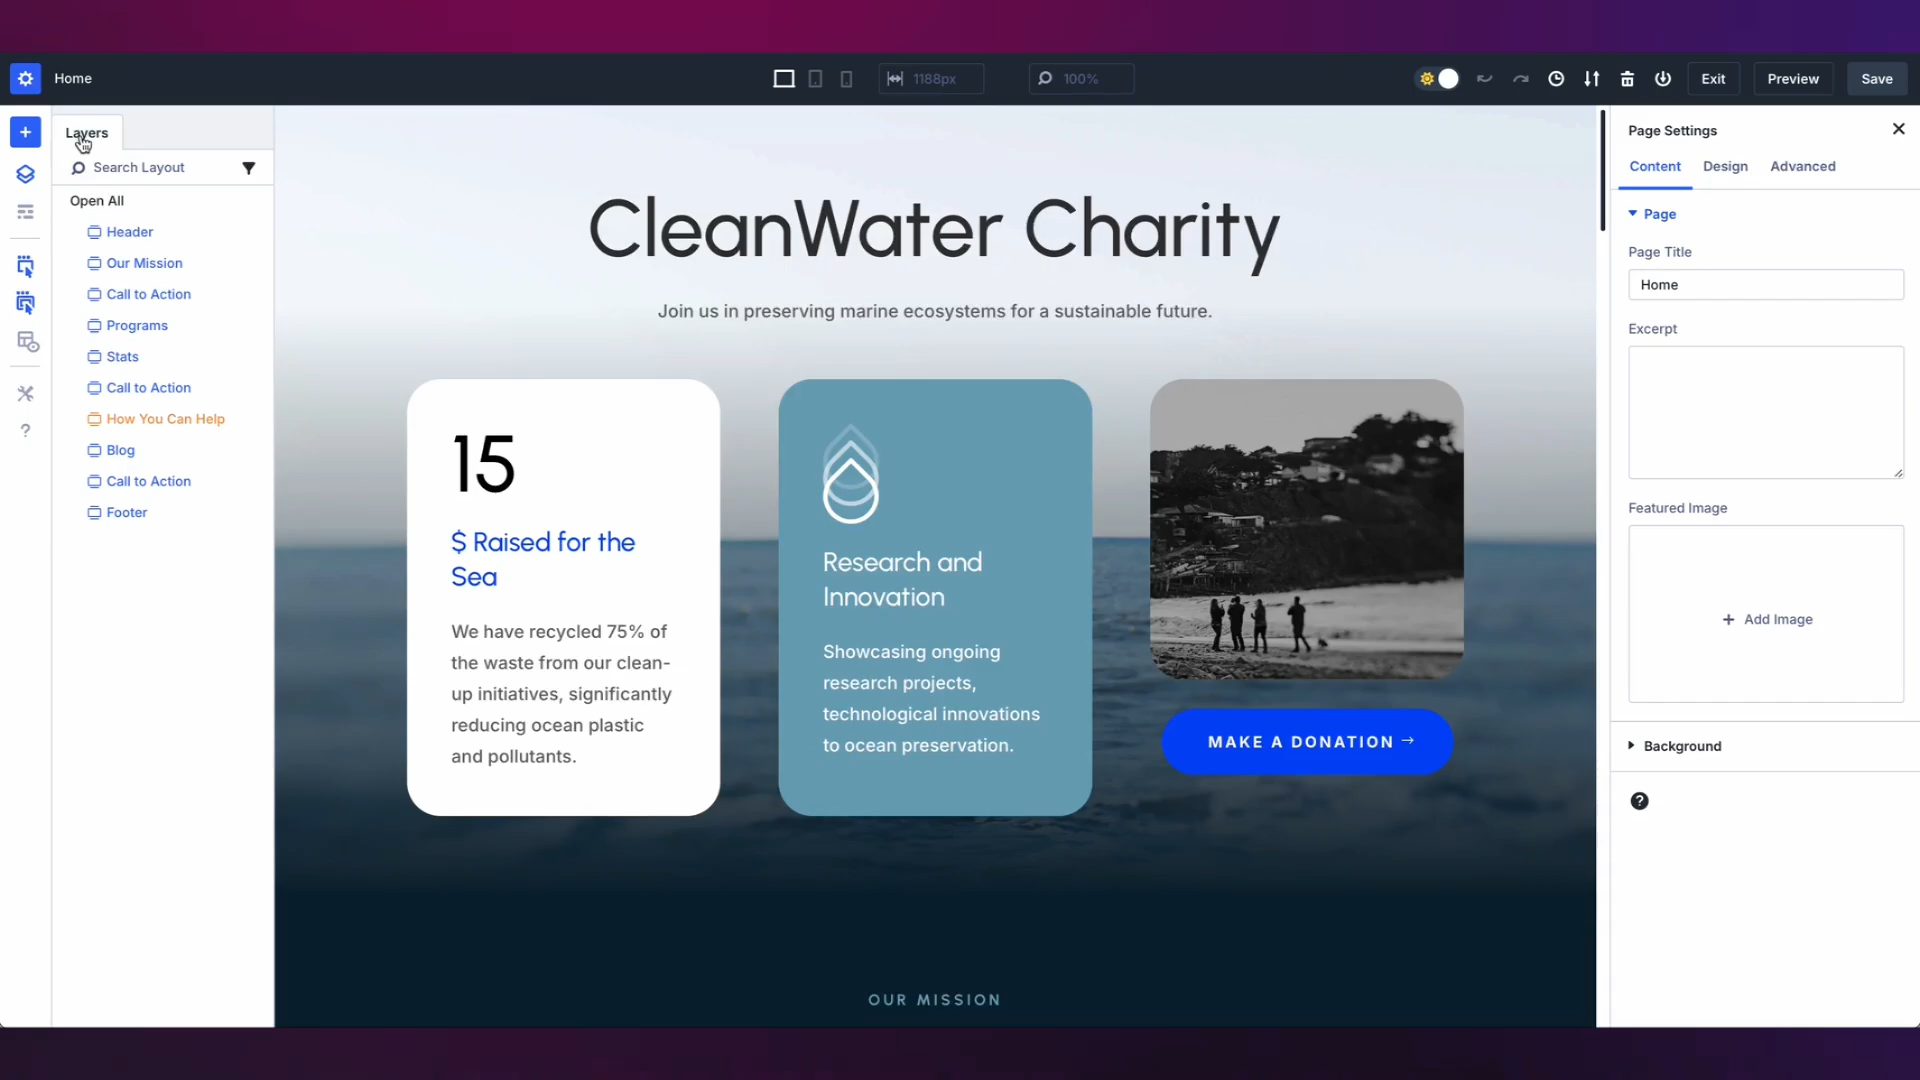 Home
1188px
100%
Exit
Preview
Save
Layers
Search Layout
Open All
Header
Our Mission
Call to Action
Programs
Stats
Call to Action
How You Can Help
Blog
Call to Action
Footer
CleanWater Charity
Join us in preserving marine ecosystems for a sustainable future.
15
$ Raised for the
Sea
We have recycled 75% of
the waste from our clean-
up initiatives, significantly
reducing ocean plastic
and pollutants.
Research and
Innovation
Showcasing ongoing
research projects,
technological innovations
to ocean preservation.
MAKE A DONATION →
OUR MISSION
Page Settings
Content Design Advanced
Page
Page Title
Home
Excerpt
Featured Image
+ Add Image
Background